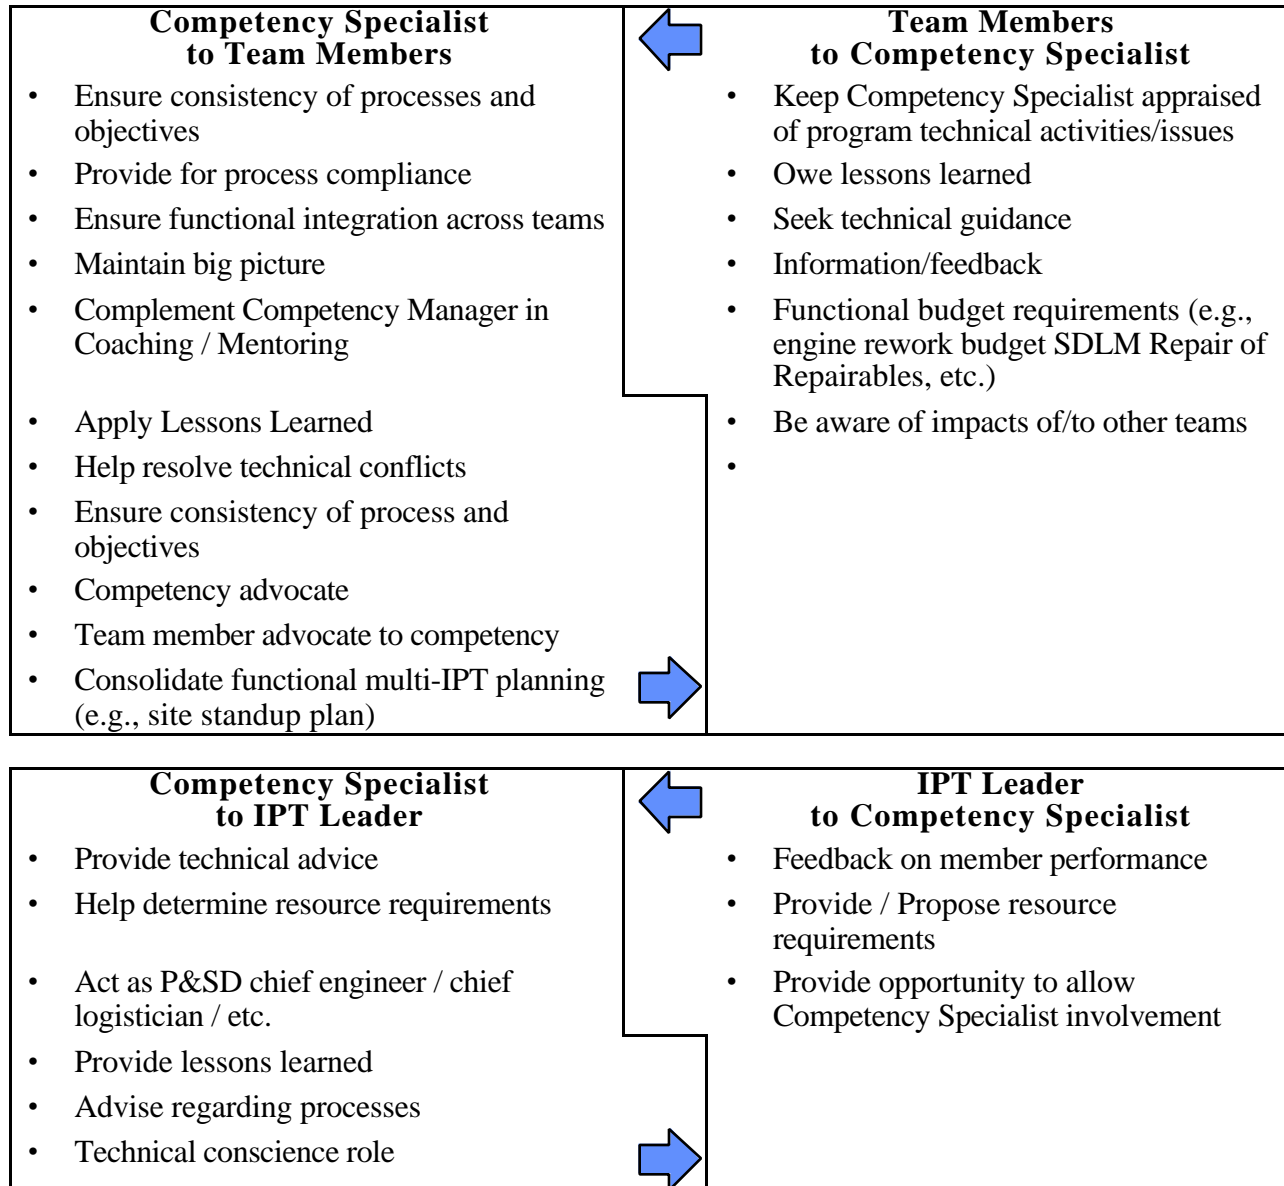 Competency Specialist
to Team Members
• Ensure consistency of processes and
objectives
• Provide for process compliance
• Ensure functional integration across teams
• Maintain big picture
• Complement Competency Manager in
Coaching / Mentoring
• Apply Lessons Learned
• Help resolve technical conflicts
• Ensure consistency of process and
objectives
• Competency advocate
• Team member advocate to competency
• Consolidate functional multi-IPT planning
(e.g., site standup plan)
Team Members
to Competency Specialist
• Keep Competency Specialist appraised
of program technical activities/issues
• Owe lessons learned
• Seek technical guidance
• Information/feedback
• Functional budget requirements (e.g.,
engine rework budget SDLM Repair of
Repairables, etc.)
• Be aware of impacts of/to other teams
•
Competency Specialist
to IPT Leader
• Provide technical advice
• Help determine resource requirements
• Act as P&SD chief engineer / chief
logistician / etc.
• Provide lessons learned
• Advise regarding processes
• Technical conscience role
IPT Leader
to Competency Specialist
• Feedback on member performance
• Provide / Propose resource
requirements
• Provide opportunity to allow
Competency Specialist involvement